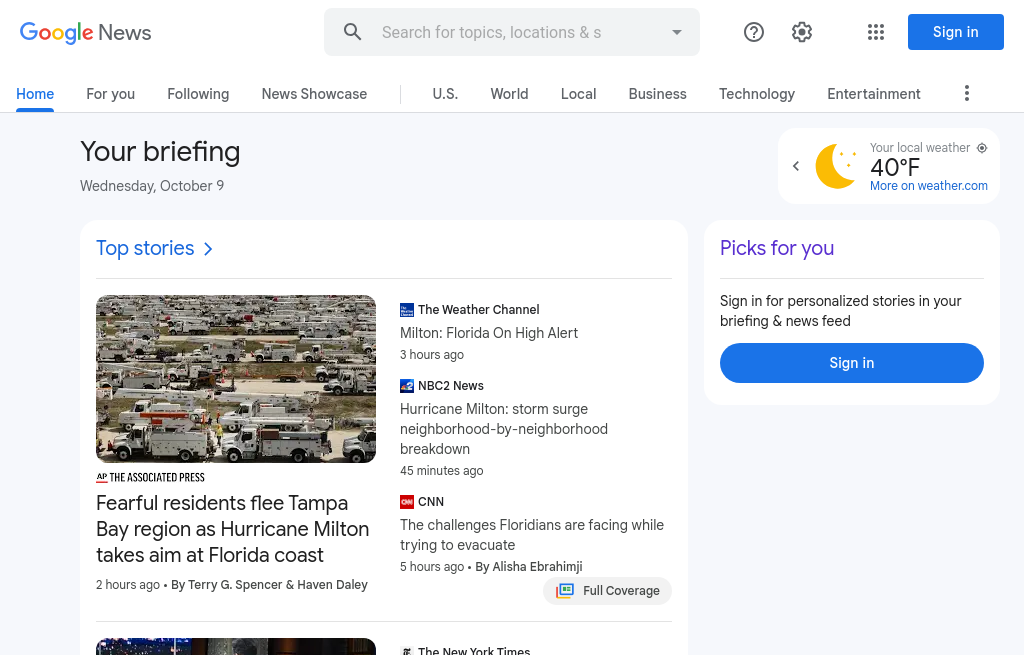 Google News
Search for topics, locations & s
Sign in
Home
For you
Following
News Showcase
U.S.
World
Local
Business
Technology
Entertainment
Your briefing
Wednesday, October 9
Your local weather
40°F
More on weather.com
Top stories
THE ASSOCIATED PRESS
AP
Fearful residents flee Tampa
Bay region as Hurricane Milton
takes aim at Florida coast
2 hours ago • By Terry G. Spencer & Haven Daley
The Weather Channel
Milton: Florida On High Alert
3 hours ago
NBC2 News
Hurricane Milton: storm surge
neighborhood-by-neighborhood
breakdown
45 minutes ago
CNN
The challenges Floridians are facing while
trying to evacuate
5 hours ago • By Alisha Ebrahimji
Full Coverage
The New York Times
Picks for you
Sign in for personalized stories in your
briefing & news feed
Sign in